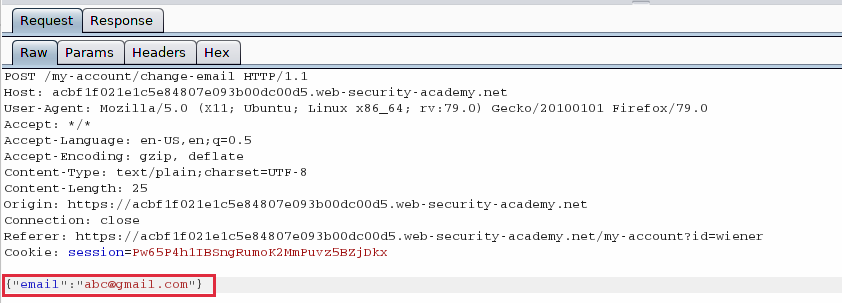 Request Response
Raw Params Headers Hex
POST /my-account/change-email HTTP/1.1
Host: acbf1f021e1c5e84807e093b00dc00d5.web-security-academy.net
User-Agent: Mozilla/5.0 (X11; Ubuntu; Linux x86_64; rv:79.0) Gecko/20100101 Firefox/79.0
Accept: */*
Accept-Language: en-US,en;q=0.5
Accept-Encoding: gzip, deflate
Content-Type: text/plain;charset=UTF-8
Content-Length: 25
Origin: https://acbf1f021e1c5e84807e093b00dc00d5.web-security-academy.net
Connection: close
Referer: https://acbf1f021e1c5e84807e093b00dc00d5.web-security-academy.net/my-account?id=wiener
Cookie: session=Pw65P4h1IBSngRumoK2MmPuvz5BZjDkx
{"email":"abc@gmail.com"}